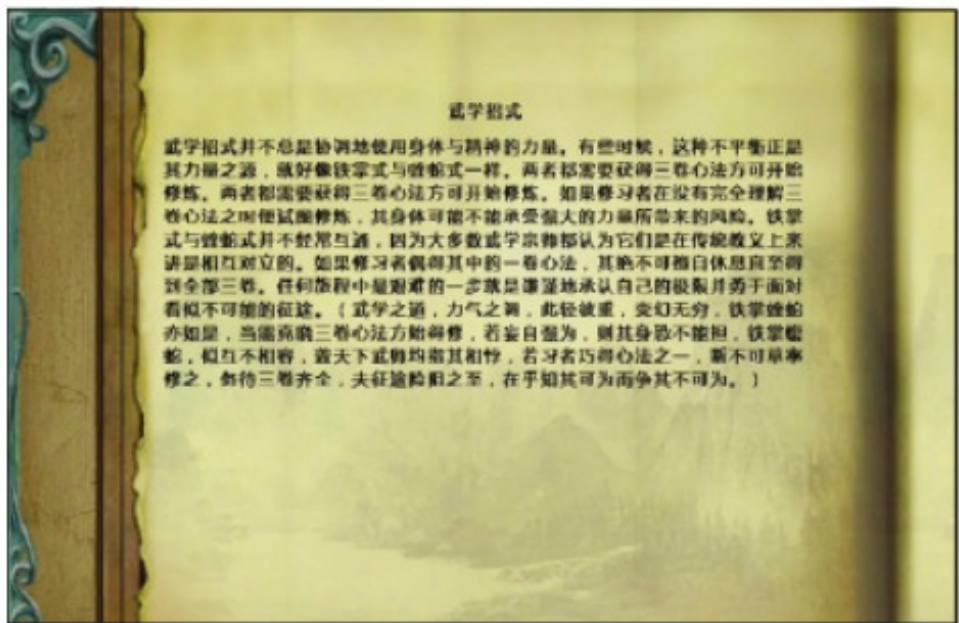 武学招式
武学招式并不总是协调地使用身体与精神的力量。有些时候，这种不平衡正是
其力量之源，就好像铁掌式与蝰蛇式一样。两者都需要获得三卷心法方可开始
修炼。两者都需要获得三卷心法方可开始修炼。如果修习者在没有完全理解三
卷心法之时便试图修炼，其身体可能不能承受强大的力量所带来的风险。铁掌
式与蝰蛇式并不经常互通，因为大多数武学宗师都认为它们是在传统教义上来
讲是相互对立的。如果修习者偶得其中的一卷心法，其绝不可擅自休息直至得
到全部三卷。任何旅程中最艰难的一步就是谦逊地承认自己的极限并勇于面对
看似不可能的征途。（武学之道，力气之调，此轻彼重，变幻无穷，铁掌蝰蛇
亦如是，当需克晓三卷心法方始得修，若妄自强为，则其身恐不能担，铁掌蝰
蛇，似互不相容，盖天下武师均指其相悖，若习者巧得心法之一，断不可草率
修之，务待三卷齐全，夫征途险阻之至，在乎知其可为而争其不可为。）